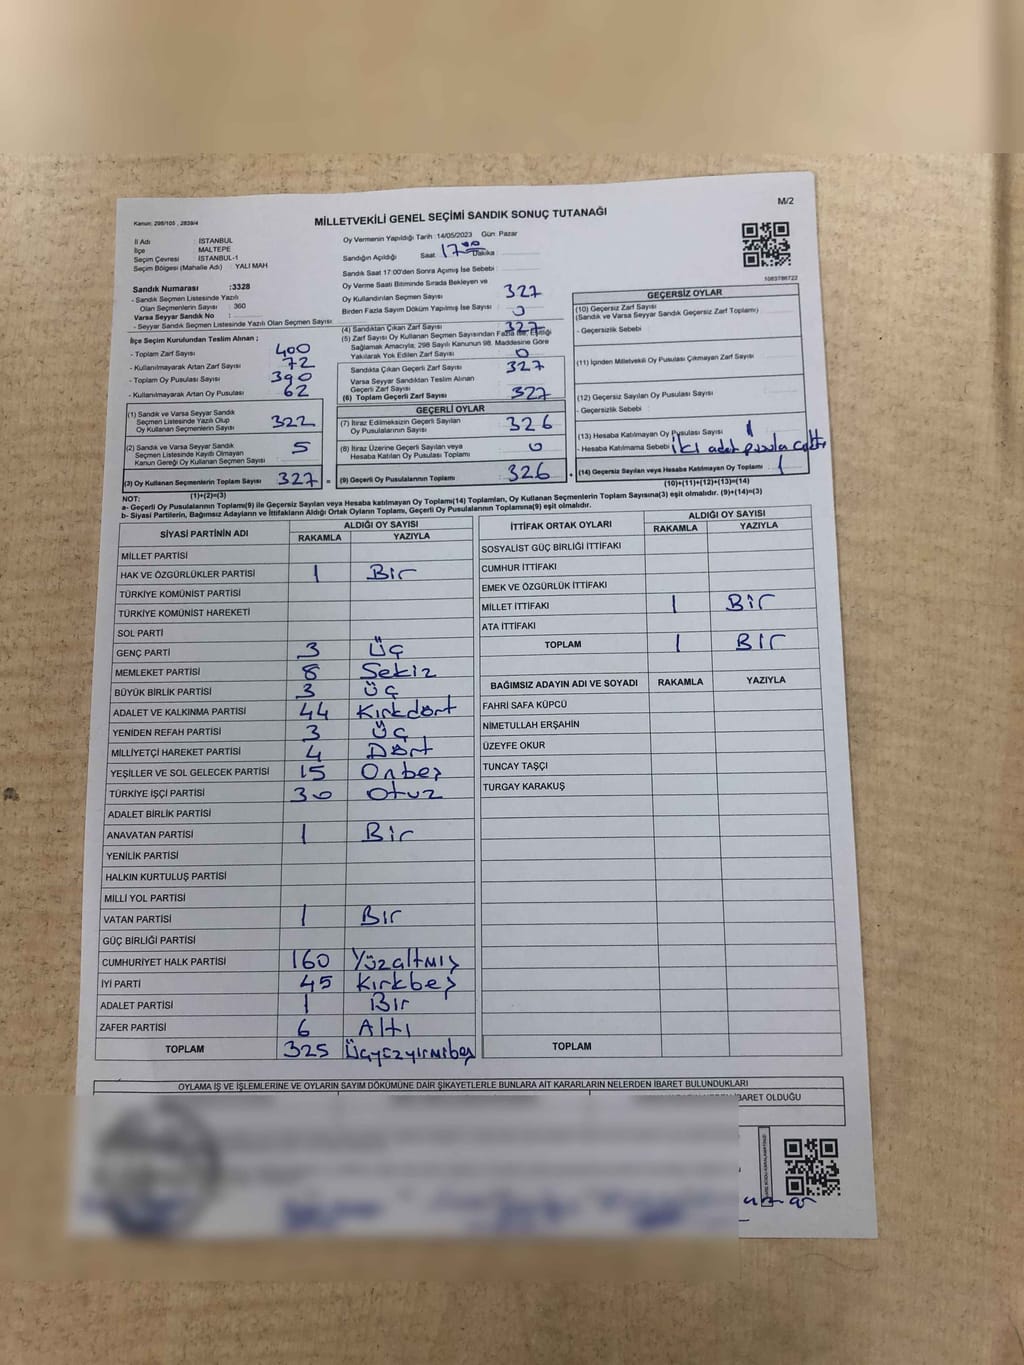 M/2
Kanun: 298/105 , 2839/4
MİLLETVEKİLİ GENEL SEÇİMİ SANDIK SONUÇ TUTANAĞI
İl Adı : İSTANBUL
İlçe : MALTEPE
Seçim Çevresi : İSTANBUL-1
Seçim Bölgesi (Mahalle Adı) : YALI MAH
Sandık Numarası :3328
- Sandık Seçmen Listesinde Yazılı
Olan Seçmenlerin Sayısı : 360
Varsa Seyyar Sandık No :
- Seyyar Sandık Seçmen Listesinde Yazılı Olan Seçmen Sayısı:
İlçe Seçim Kurulundan Teslim Alınan ;
- Toplam Zarf Sayısı 400
- Kullanılmayarak Artan Zarf Sayısı 72
- Toplam Oy Pusulası Sayısı 390
- Kullanılmayarak Artan Oy Pusulası 62
(1) Sandık ve Varsa Seyyar Sandık
Seçmen Listesinde Yazılı Olup
Oy Kullanan Seçmenlerin Sayısı 322
(2) Sandık ve Varsa Seyyar Sandık
Seçmen Listesinde Kayıtlı Olmayan
Kanun Gereği Oy Kullanan Seçmen Sayısı 5
(3) Oy Kullanan Seçmenlerin Toplam Sayısı 327 =
(1)+(2)=(3)
Oy Vermenin Yapıldığı Tarih :14/05/2023 Gün: Pazar
Sandığın Açıldığı Saat 17 00 Dakika :
Sandık Saat 17:00'den Sonra Açılmış İse Sebebi :
Oy Verme Saati Bitiminde Sırada Bekleyen ve
Oy Kullandırılan Seçmen Sayısı 327
Birden Fazla Sayım Döküm Yapılmış İse Sayısı : 0
(4) Sandıktan Çıkan Zarf Sayısı 327
(5) Zarf Sayısı Oy Kullanan Seçmen Sayısından Fazla ise, Eşitliği
Sağlamak Amacıyla; 298 Sayılı Kanunun 98. Maddesine Göre
Yakılarak Yok Edilen Zarf Sayısı 0
Sandıkta Çıkan Geçerli Zarf Sayısı 327
Varsa Seyyar Sandıktan Teslim Alınan
Geçerli Zarf Sayısı
(6) Toplam Geçerli Zarf Sayısı 327
GEÇERLİ OYLAR
(7) İtiraz Edilmeksizin Geçerli Sayılan
Oy Pusulalarının Sayısı 326
(8) İtiraz Üzerine Geçerli Sayılan veya
Hesaba Katılan Oy Pusulası Toplamı 0
(9) Geçerli Oy Pusulalarının Toplamı 326 +
1083786722
GEÇERSİZ OYLAR
(10) Geçersiz Zarf Sayısı
(Sandık ve Varsa Seyyar Sandık Geçersiz Zarf Toplamı)
- Geçersizlik Sebebi :
(11) İçinden Milletvekili Oy Pusulası Çıkmayan Zarf Sayısı
(12) Geçersiz Sayılan Oy Pusulası Sayısı
- Geçersizlik Sebebi :
(13) Hesaba Katılmayan Oy Pusulası Sayısı 1
- Hesaba Katılmama Sebebi iki adet pusula çıktı
(14) Geçersiz Sayılan veya Hesaba Katılmayan Oy Toplamı 1
(10)+(11)+(12)+(13)=(14)
NOT:
a- Geçerli Oy Pusulasının Toplamı(9) ile Geçersiz Sayılan veya Hesaba katılmayan Oy Toplamı(14) Toplamları, Oy Kullanan Seçmenlerin Toplam Sayısına(3) eşit olmalıdır. (9)+(14)=(3)
b- Siyasi Partilerin, Bağımsız Adayların ve İttifakların Aldığı Ortak Oyların Toplamı, Geçerli Oy Pusulalarının Toplamına(9) eşit olmalıdır.
SİYASİ PARTİNİN ADI ALDIĞI OY SAYISI
RAKAMLA YAZIYLA
MİLLET PARTİSİ
HAK VE ÖZGÜRLÜKLER PARTİSİ 1 Bir
TÜRKİYE KOMÜNİST PARTİSİ
TÜRKİYE KOMÜNİST HAREKETİ
SOL PARTİ
GENÇ PARTİ 3 Üç
MEMLEKET PARTİSİ 8 Sekiz
BÜYÜK BİRLİK PARTİSİ 3 Üç
ADALET VE KALKINMA PARTİSİ 44 Kırkdört
YENİDEN REFAH PARTİSİ 3 Üç
MİLLİYETÇİ HAREKET PARTİSİ 4 Dört
YEŞİLLER VE SOL GELECEK PARTİSİ 15 Onbeş
TÜRKİYE İŞÇİ PARTİSİ 30 Otuz
ADALET BİRLİK PARTİSİ
ANAVATAN PARTİSİ 1 Bir
YENİLİK PARTİSİ
HALKIN KURTULUŞ PARTİSİ
MİLLİ YOL PARTİSİ
VATAN PARTİSİ 1 Bir
GÜÇ BİRLİĞİ PARTİSİ
CUMHURİYET HALK PARTİSİ 160 Yüzaltmış
İYİ PARTİ 45 Kırkbeş
ADALET PARTİSİ 1 Bir
ZAFER PARTİSİ 6 Altı
TOPLAM 325 Üçyüzyirmibeş
İTTİFAK ORTAK OYLARI ALDIĞI OY SAYISI
RAKAMLA YAZIYLA
SOSYALİST GÜÇ BİRLİĞİ İTTİFAKI
CUMHUR İTTİFAKI
EMEK VE ÖZGÜRLÜK İTTİFAKI
MİLLET İTTİFAKI 1 Bir
ATA İTTİFAKI
TOPLAM 1 Bir
BAĞIMSIZ ADAYIN ADI VE SOYADI RAKAMLA YAZIYLA
FAHRİ SAFA KÜPCÜ
NİMETULLAH ERŞAHİN
ÜZEYFE OKUR
TUNCAY TAŞÇI
TURGAY KARAKUŞ
TOPLAM
OYLAMA İŞ VE İŞLEMLERİNE VE OYLARIN SAYIM DÖKÜMÜNE DAİR ŞİKAYETLERLE BUNLARA AİT KARARLARIN NELERDEN İBARET BULUNDUKLARI
İBARET OLDUĞU